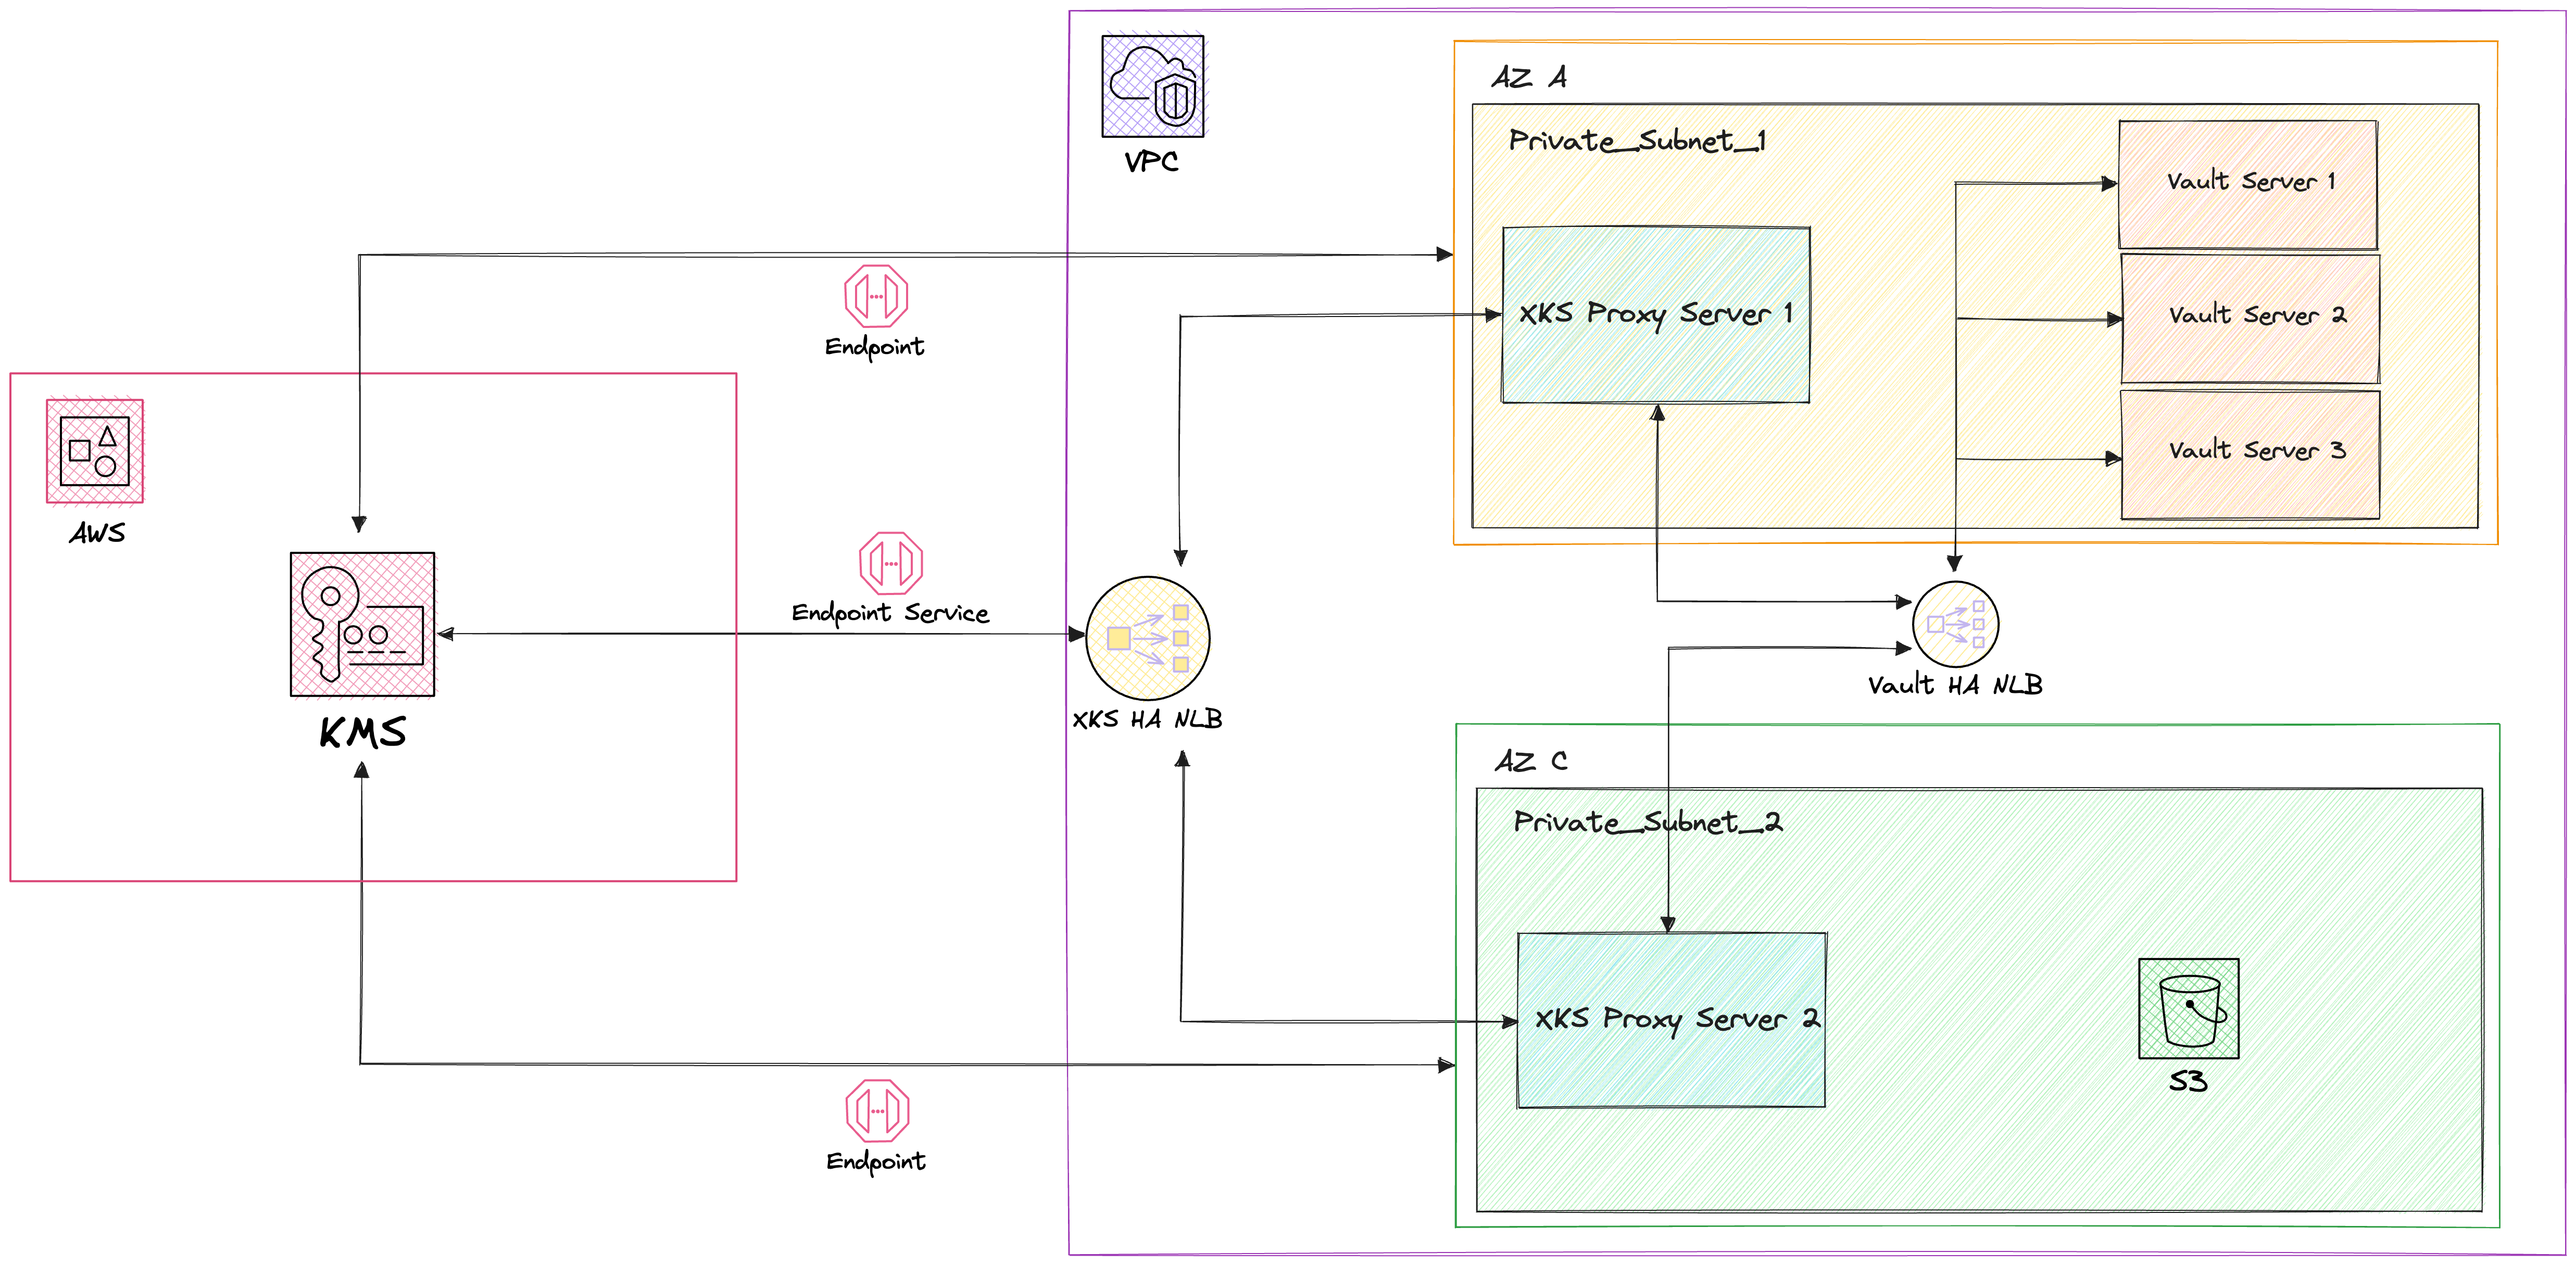 VPC
AZ A
Private_Subnet_1
Vault Server 1
XKS Proxy Server 1
Vault Server 2
Vault Server 3
Endpoint
AWS
Endpoint Service
KMS
XKS HA NLB
Vault HA NLB
AZ C
Private_Subnet_2
XKS Proxy Server 2
S3
Endpoint